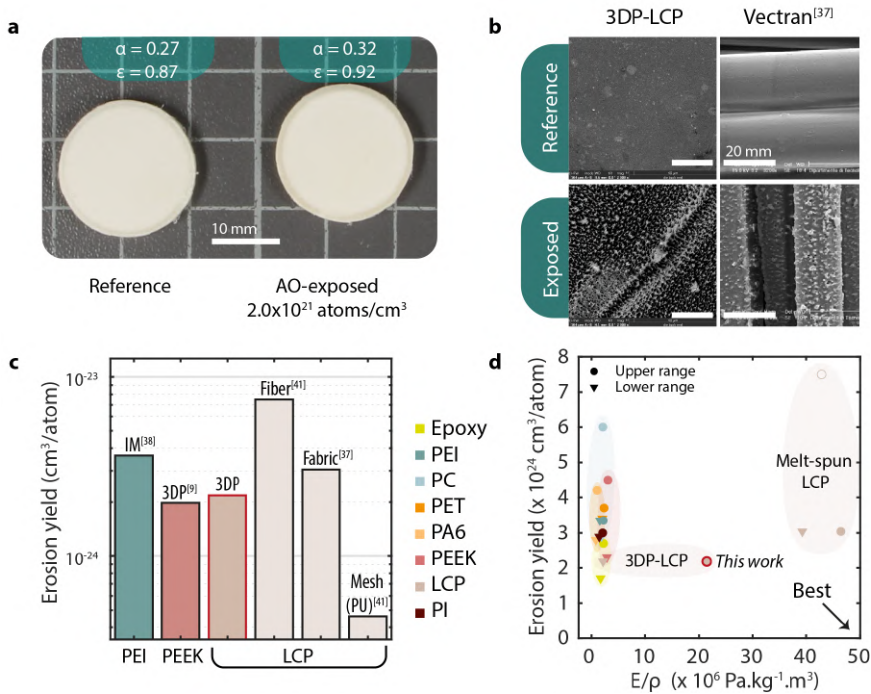 a
α = 0.27
ε = 0.87
α = 0.32
ε = 0.92
10 mm
Reference
AO-exposed
2.0x10²¹ atoms/cm³
b
3DP-LCP
Vectran[37]
Reference
20 mm
Exposed
c
Erosion yield (cm³/atom)
10⁻²³
10⁻²⁴
IM[38]
3DP[9]
3DP
Fiber[41]
Fabric[37]
Mesh
(PU)[41]
PEI
PEEK
LCP
Epoxy
PEI
PC
PET
PA6
PEEK
LCP
PI
d
Erosion yield (x 10²⁴ cm³/atom)
8
7
6
5
4
3
2
1
0
Upper range
Lower range
Melt-spun
LCP
3DP-LCP
This work
Best
0
10
20
30
40
50
E/ρ (x 10⁶ Pa.kg⁻¹.m³)